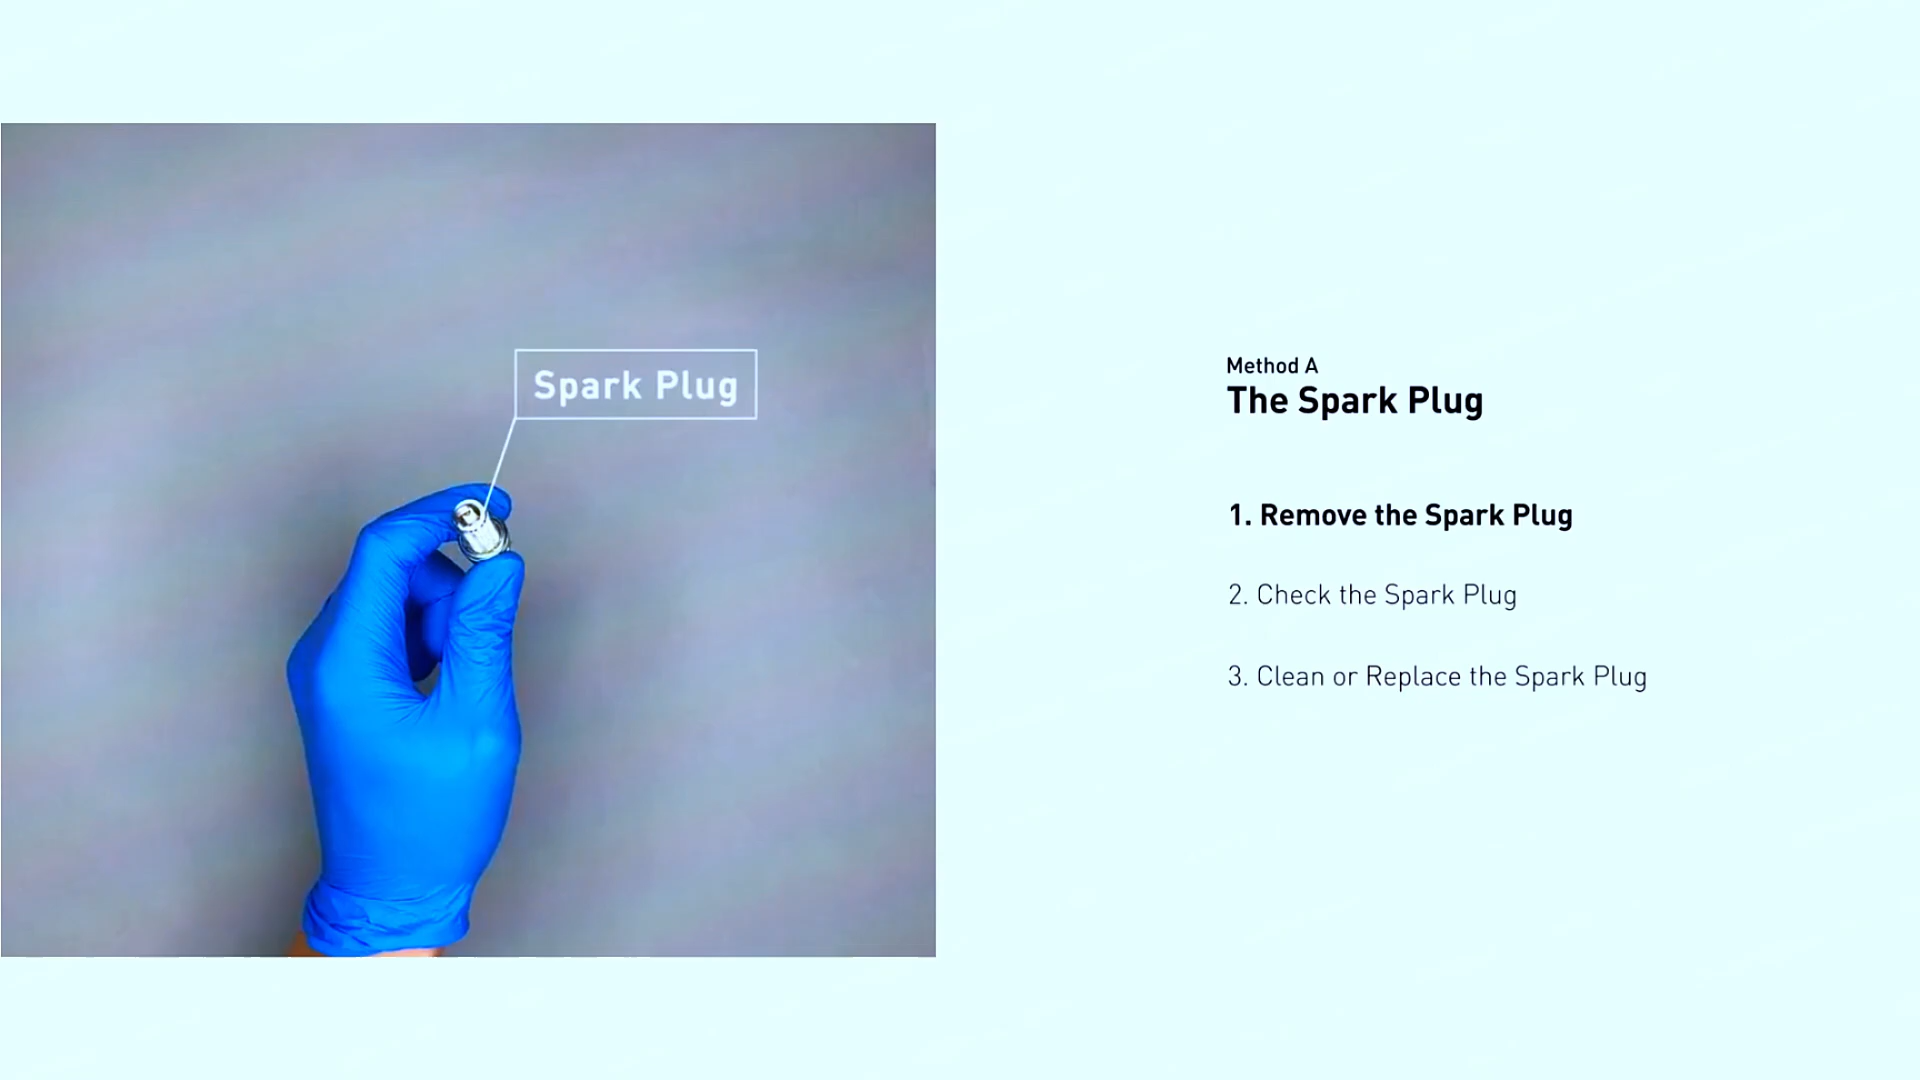 Spark Plug
Method A
The Spark Plug
1. Remove the Spark Plug
2. Check the Spark Plug
3. Clean or Replace the Spark Plug